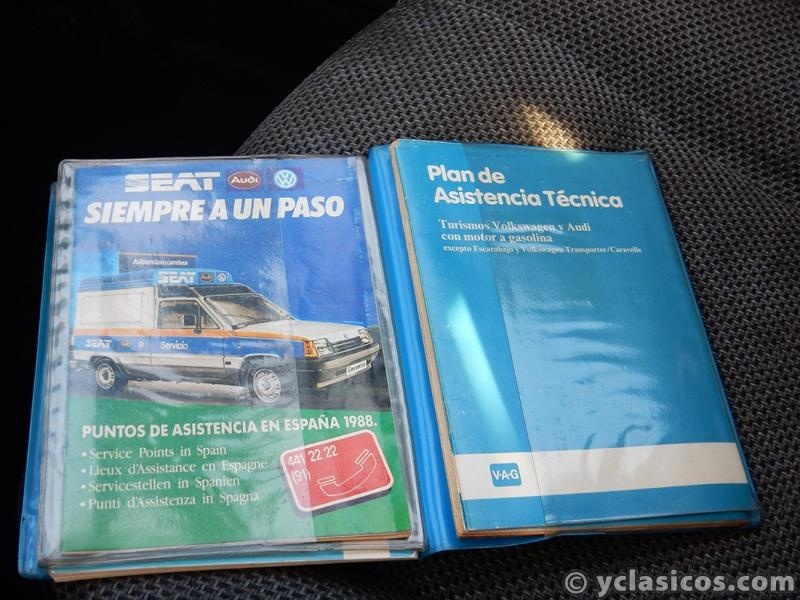 SEAT Audi VW
SIEMPRE A UN PASO
Asistencia en carretera
SEAT
SEAT
Servicio
PUNTOS DE ASISTENCIA EN ESPAÑA 1988.
• Service Points in Spain
• Lieux d'Assistance en Espagne
• Servicestellen in Spanien
• Punti d'Assistenza in Spagna
441 22 22
(91)
Plan de
Asistencia Técnica
Turismos Volkswagen y Audi
con motor a gasolina
excepto Escarabajo y Volkswagen Transporter/Caravelle
V·A·G
© yclasicos.com